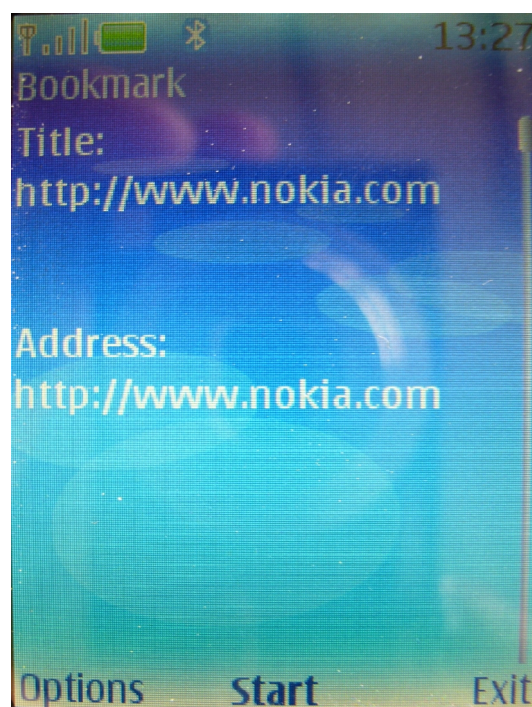 13:27
Bookmark
Title:
http://www.nokia.com
Address:
http://www.nokia.com
Options Start Exit